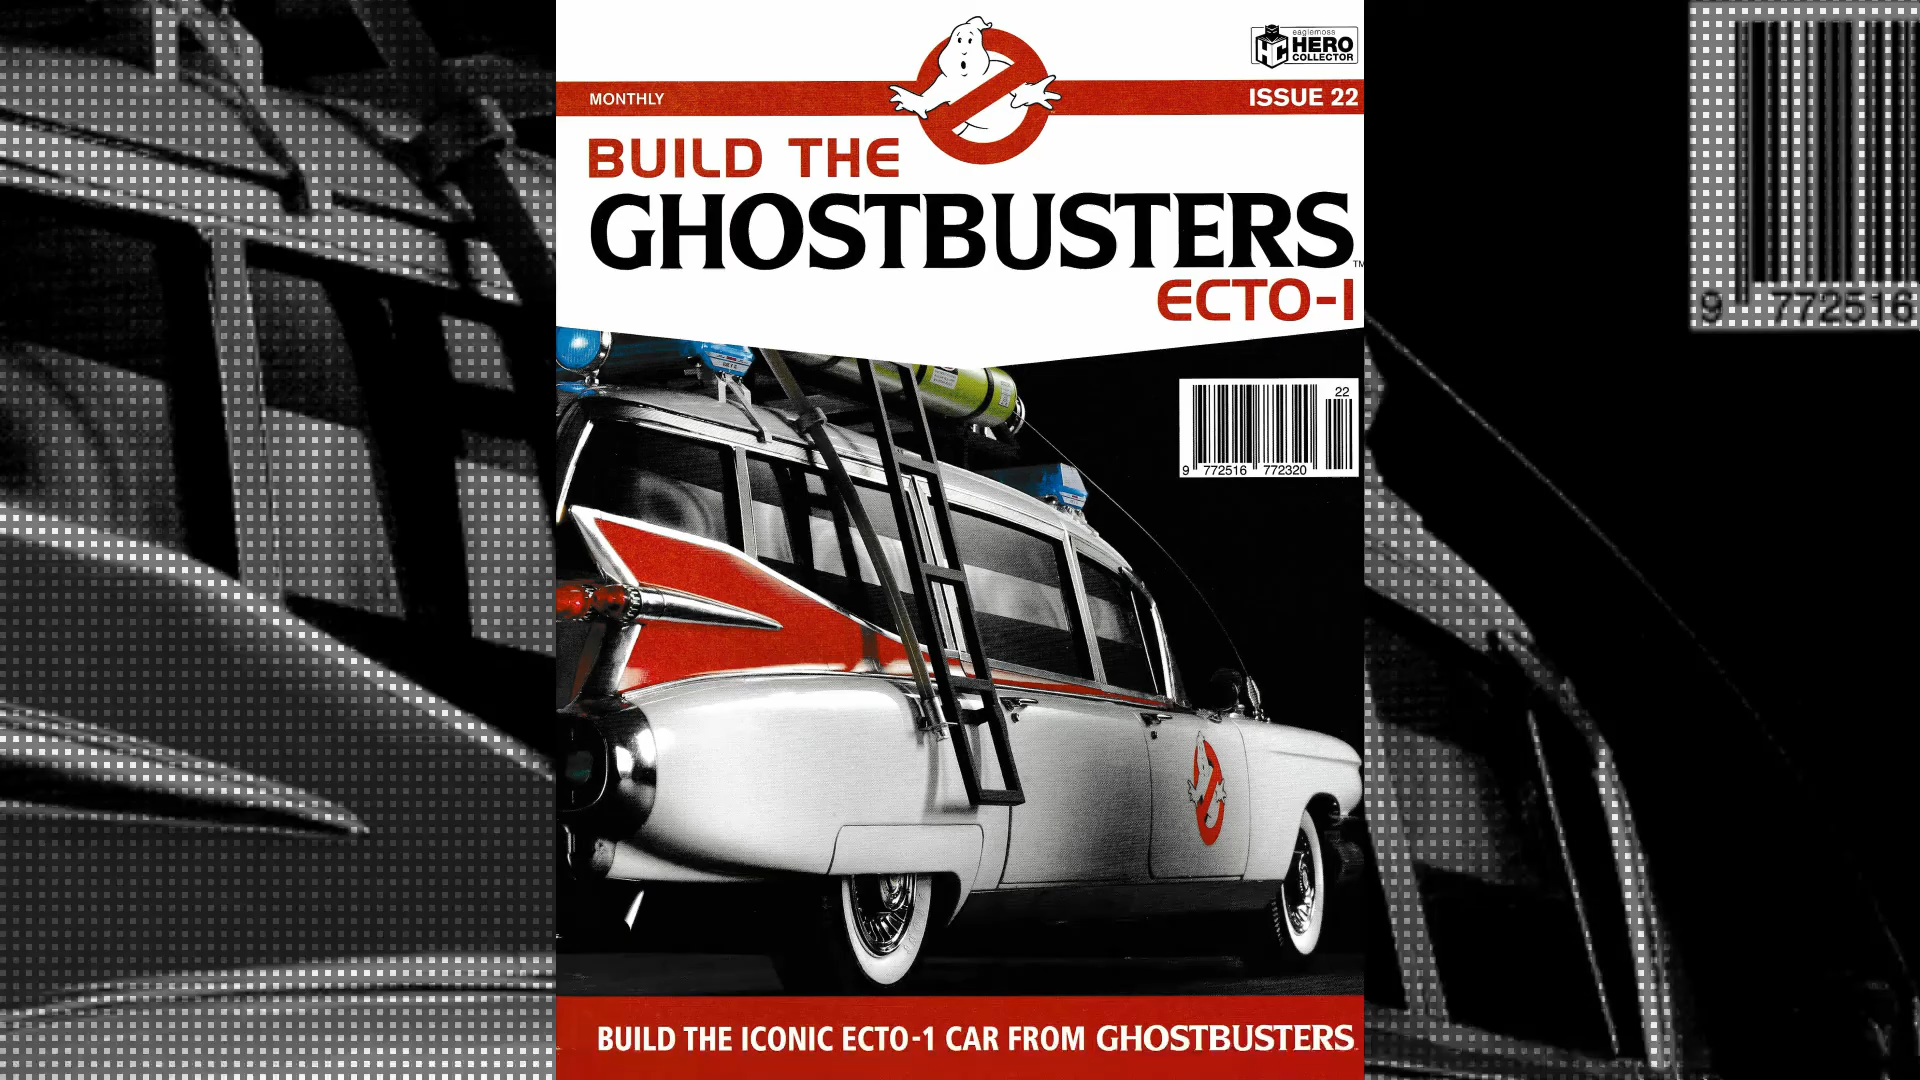 eaglemoss
HERO
COLLECTOR
MONTHLY
ISSUE 22
BUILD THE
GHOSTBUSTERS
TM
ECTO-1
22
9 772516 772320
BUILD THE ICONIC ECTO-1 CAR FROM GHOSTBUSTERS
9 772516